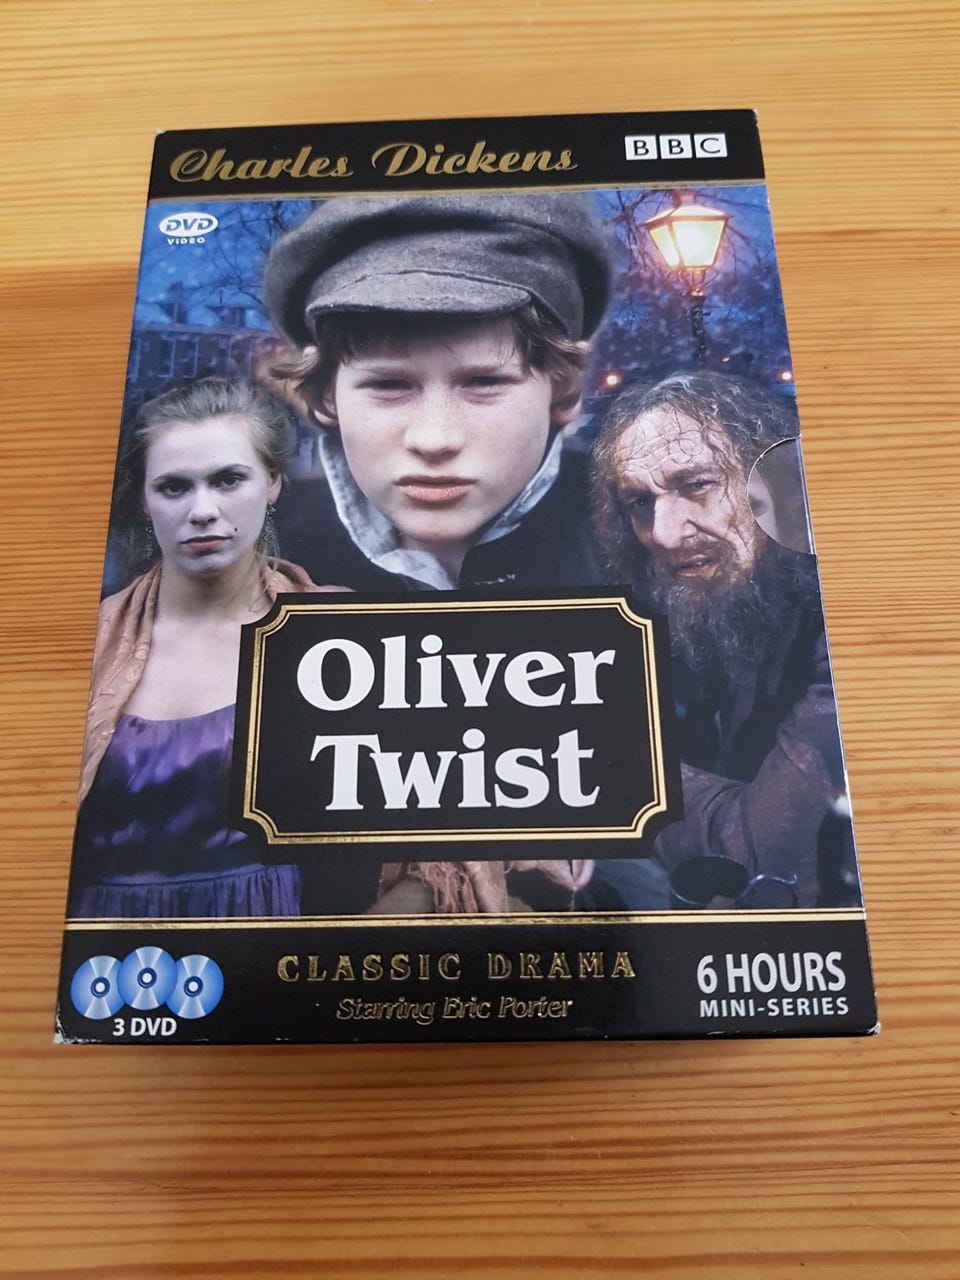 Charles Dickens
BBC
DVD
VIDEO
Oliver
Twist
CLASSIC DRAMA
Starring Eric Porter
3 DVD
6 HOURS
MINI-SERIES